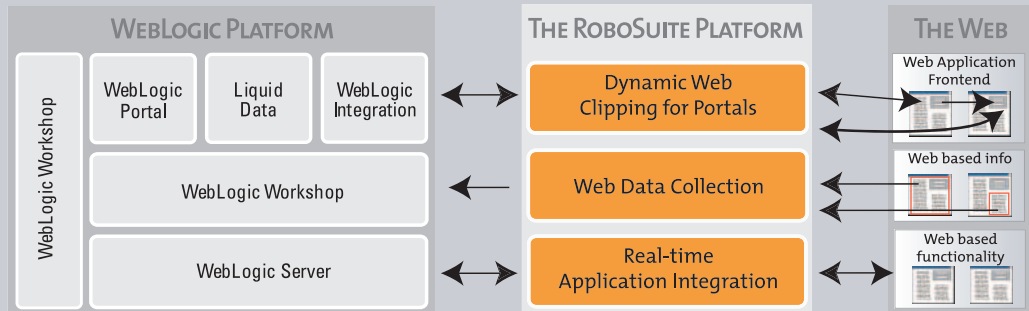 WEBLOGIC PLATFORM
WebLogic Workshop
WebLogic
Portal
Liquid
Data
WebLogic
Integration
WebLogic Workshop
WebLogic Server
THE ROBOSUITE PLATFORM
Dynamic Web
Clipping for Portals
Web Data Collection
Real-time
Application Integration
THE WEB
Web Application
Frontend
Web based info
Web based
functionality